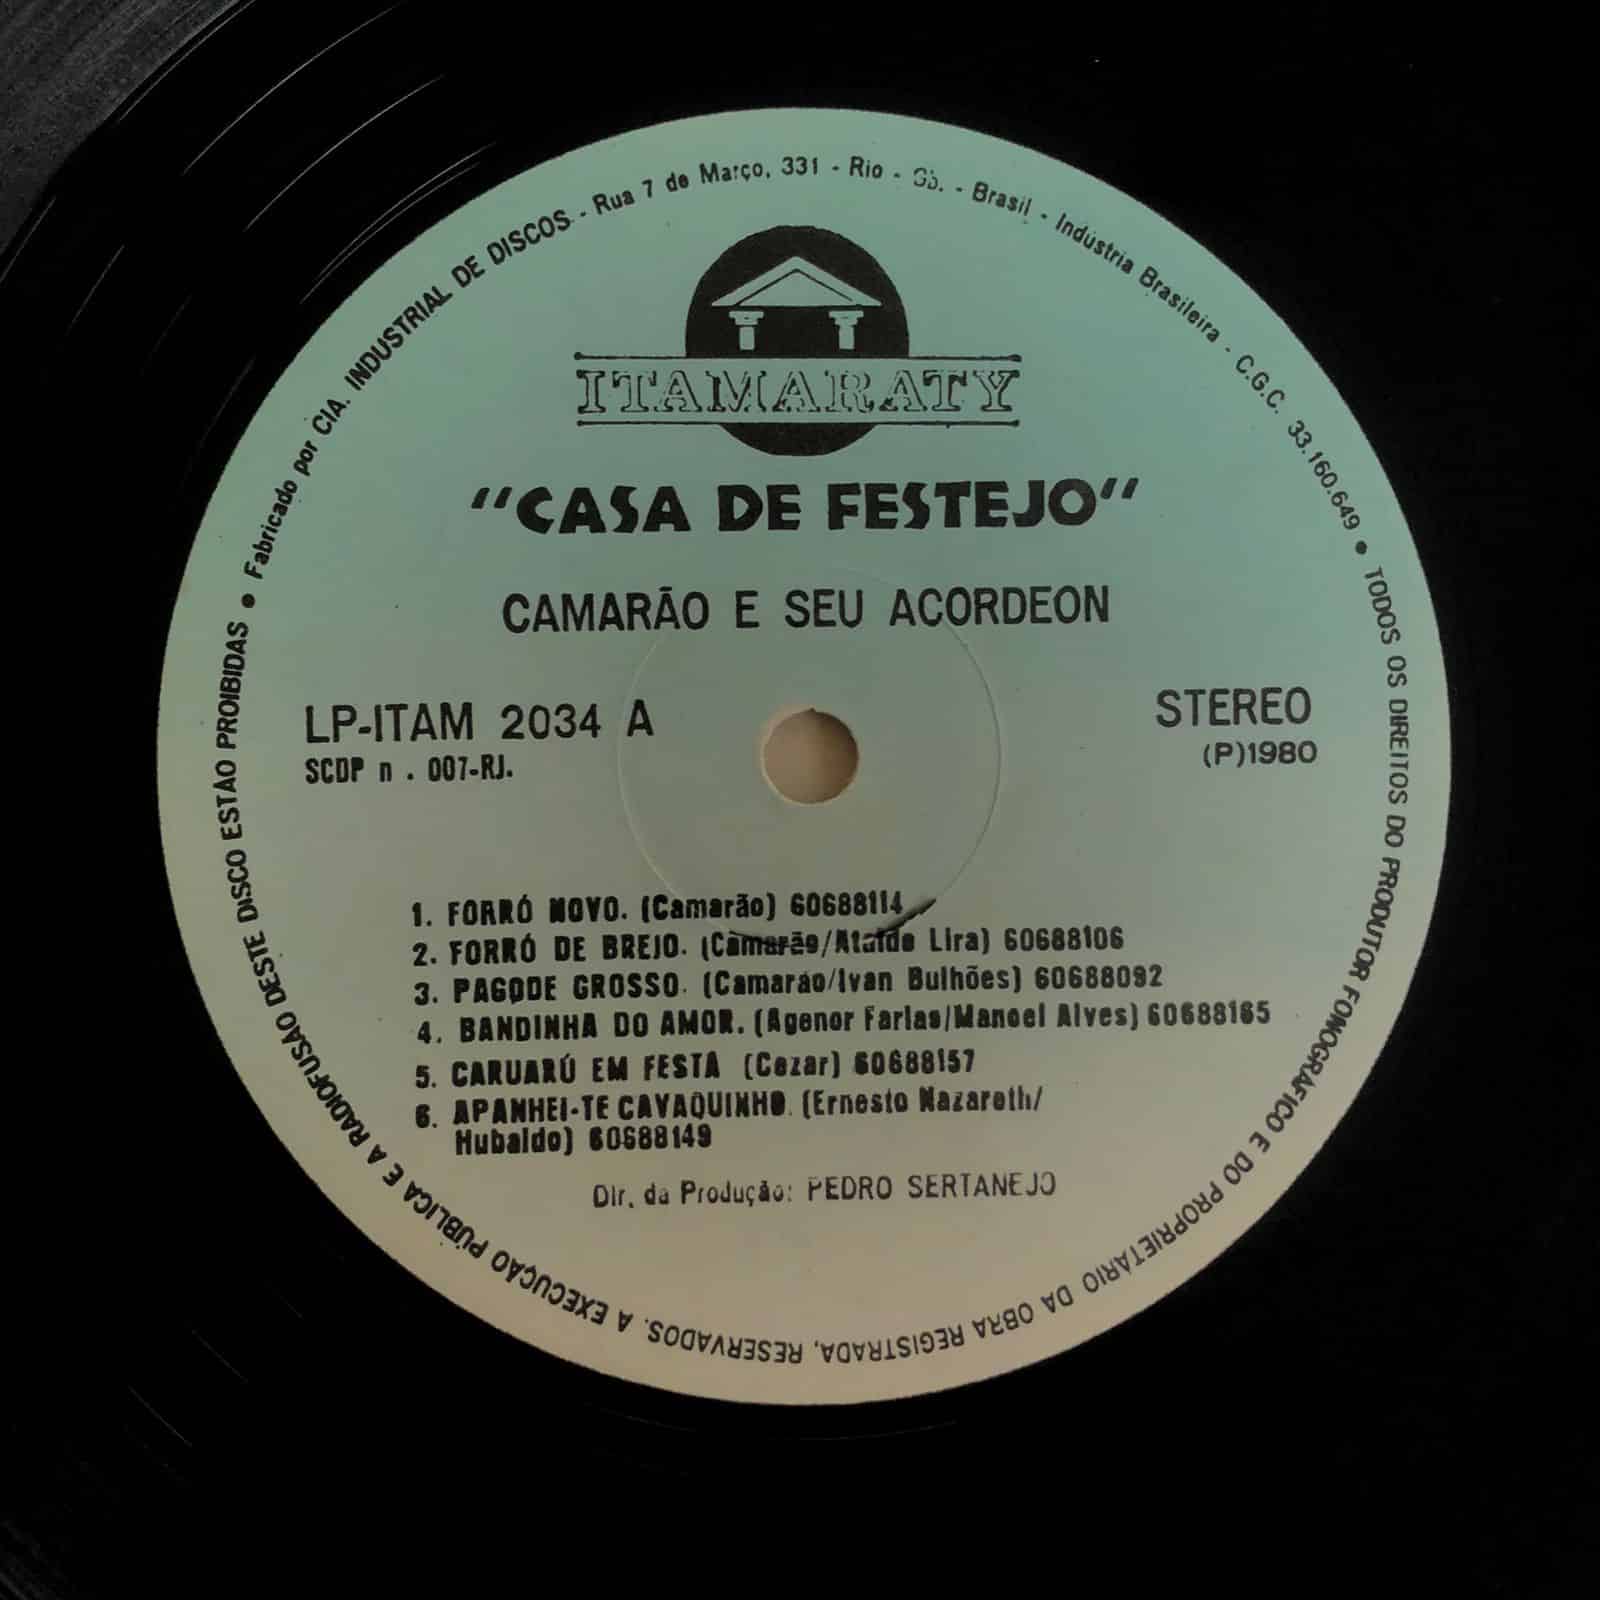 • Fabricado por CIA. INDUSTRIAL DE DISCOS - Rua 7 de Março, 331 - Rio - Gb. - Brasil - Indústria Brasileira - C.G.C. 33.160.649 • TODOS OS DIREITOS DO PRODUTOR FONOGRÁFICO E DO PROPRIETÁRIO DA OBRA REGISTRADA, RESERVADOS. A EXECUÇÃO PÚBLICA E A RADIOFUSÃO DESTE DISCO ESTÃO PROIBIDAS
ITAMARATY
"CASA DE FESTEJO"
CAMARÃO E SEU ACORDEON
LP-ITAM 2034 A
SCDP n . 007-RJ.
STEREO
(P)1980
1. FORRÓ NOVO. (Camarão) 60688114
2. FORRÓ DE BREJO. (Camarão/Ataíde Lira) 60688106
3. PAGODE GROSSO. (Camarão/Ivan Bulhões) 60688092
4. BANDINHA DO AMOR. (Agenor Farias/Manoel Alves) 60688165
5. CARUARÚ EM FESTA (Cezar) 60688157
6. APANHEI-TE CAVAQUINHO. (Ernesto Nazareth/
Hubaldo) 60688149
Dir. da Produção: PEDRO SERTANEJO